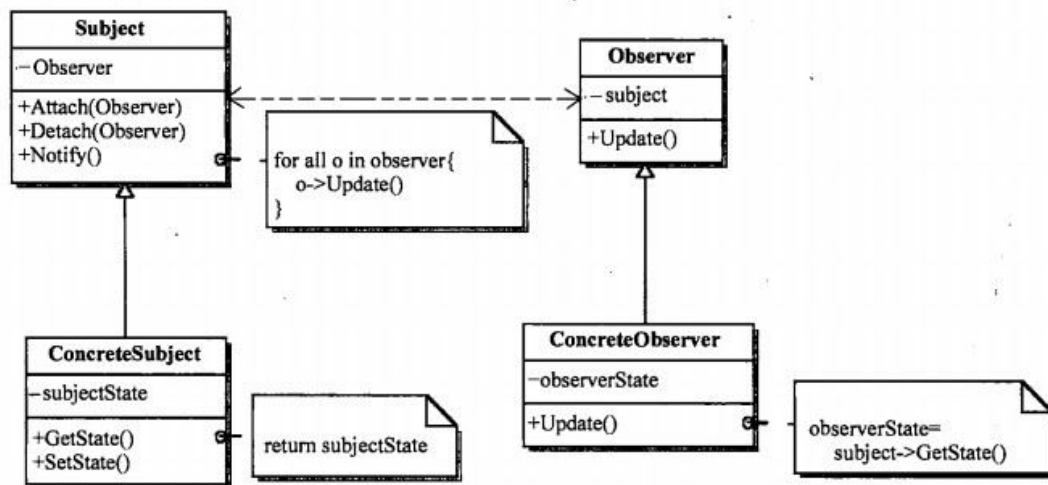 Subject
-Observer
+Attach(Observer)
+Detach(Observer)
+Notify()
for all o in observer{
o->Update()
}
Observer
-subject
+Update()
ConcreteSubject
-subjectState
+GetState()
+SetState()
return subjectState
ConcreteObserver
-observerState
+Update()
observerState=
subject->GetState()